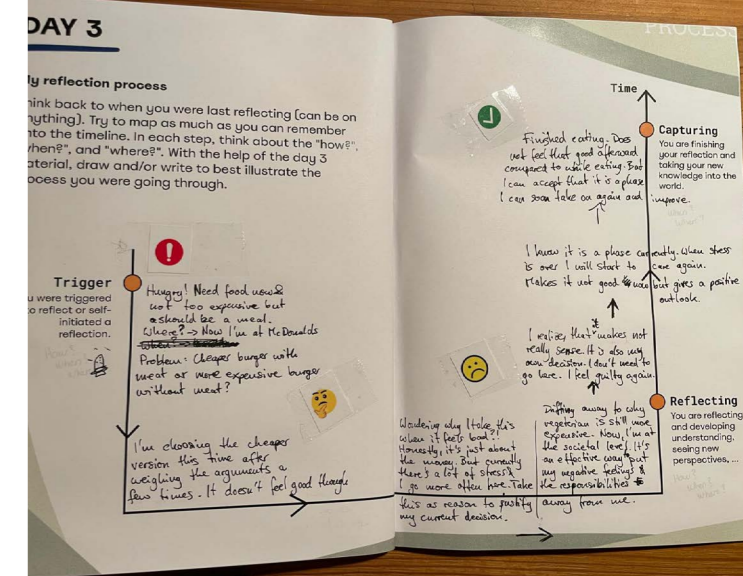 DAY 3
y reflection process
ink back to when you were last reflecting (can be on
nything). Try to map as much as you can remember
nto the timeline. In each step, think about the "how?",
hen?", and "where?". With the help of the day 3
aterial, draw and/or write to best illustrate the
ocess you were going through.
Trigger
u were triggered
o reflect or self-
initiated a
reflection.
Hungry! Need food now &
not too expensive but
should be a meal.
Where? -> Now I'm at McDonalds
Problem: Cheaper burger with
meat or more expensive burger
without meat?
I'm choosing the cheaper
version this time after
weighing the arguments a
few times. It doesn't feel good though
PROCESS
Time
Capturing
You are finishing
your reflection and
taking your new
knowledge into the
world.
Finished eating. Does
not feel that good afterward
compared to while eating. But
I can accept that it is a phase
I can soon take on again and improve.
I know it is a phase currently. When stress
is over I will start to care again.
Makes it not good now but gives a positive
outlook.
I realize, that it makes not
really sense. It is also my
own decision. I don't need to
go here. I feel guilty again.
Reflecting
You are reflecting
and developing
understanding,
seeing new
perspectives, ...
Wondering why I take this
when it feels bad?!
Honestly, it's just about
the money. But currently
there's a lot of stress &
I go more often here. Take
this as reason to justify
my current decision.
Drifting away to why
vegetarian is still more
expensive. Now, I'm at
the societal level. It's
an effective way put
my negative feelings &
the responsibilities
away from me.